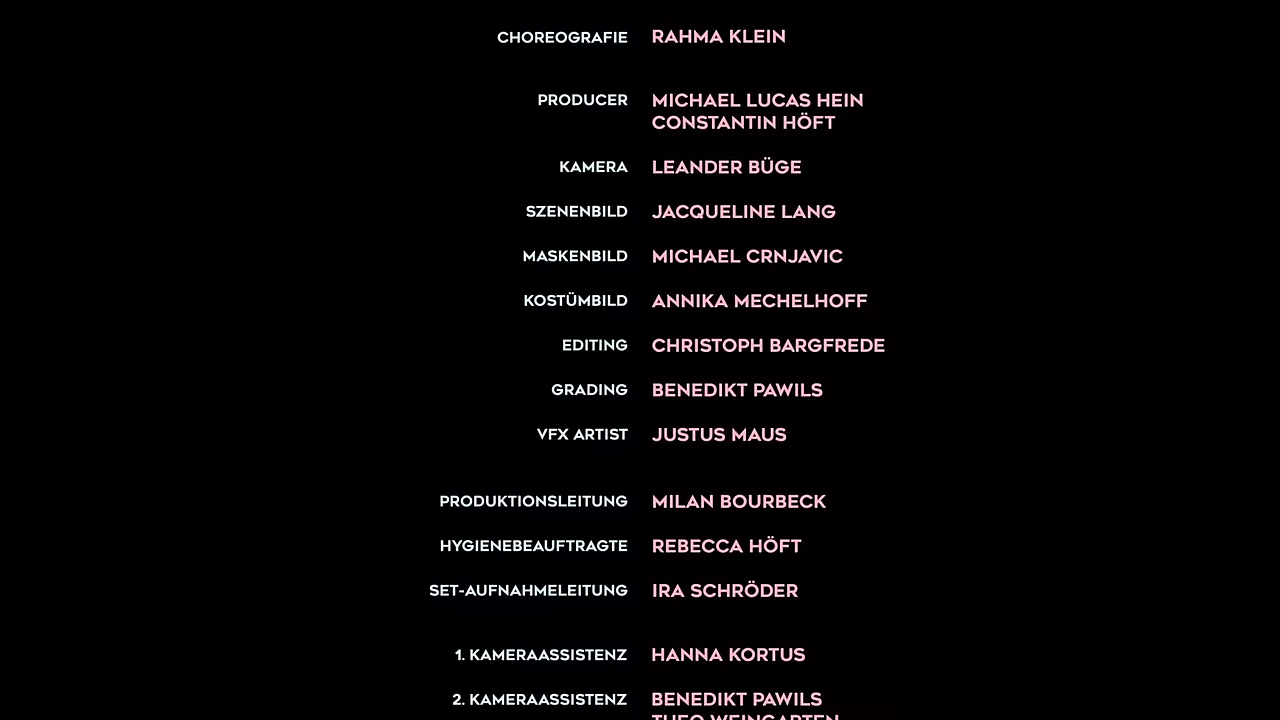 CHOREOGRAFIE RAHMA KLEIN
PRODUCER MICHAEL LUCAS HEIN
CONSTANTIN HÖFT
KAMERA LEANDER BÜGE
SZENENBILD JACQUELINE LANG
MASKENBILD MICHAEL CRNJAVIC
KOSTÜMBILD ANNIKA MECHELHOFF
EDITING CHRISTOPH BARGFREDE
GRADING BENEDIKT PAWILS
VFX ARTIST JUSTUS MAUS
PRODUKTIONSLEITUNG MILAN BOURBECK
HYGIENEBEAUFTRAGTE REBECCA HÖFT
SET-AUFNAHMELEITUNG IRA SCHRÖDER
1. KAMERAASSISTENZ HANNA KORTUS
2. KAMERAASSISTENZ BENEDIKT PAWILS